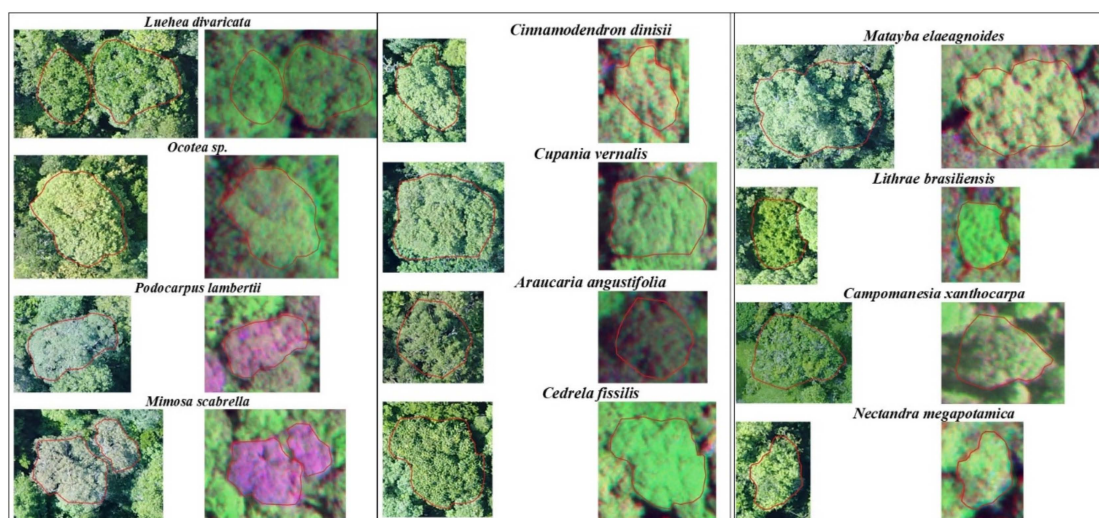 Luehea divaricata
Ocotea sp.
Podocarpus lambertii
Mimosa scabrella
Cinnamodendron dinisii
Cupania vernalis
Araucaria angustifolia
Cedrela fissilis
Matayba elaeagnoides
Lithrae brasiliensis
Campomanesia xanthocarpa
Nectandra megapotamica